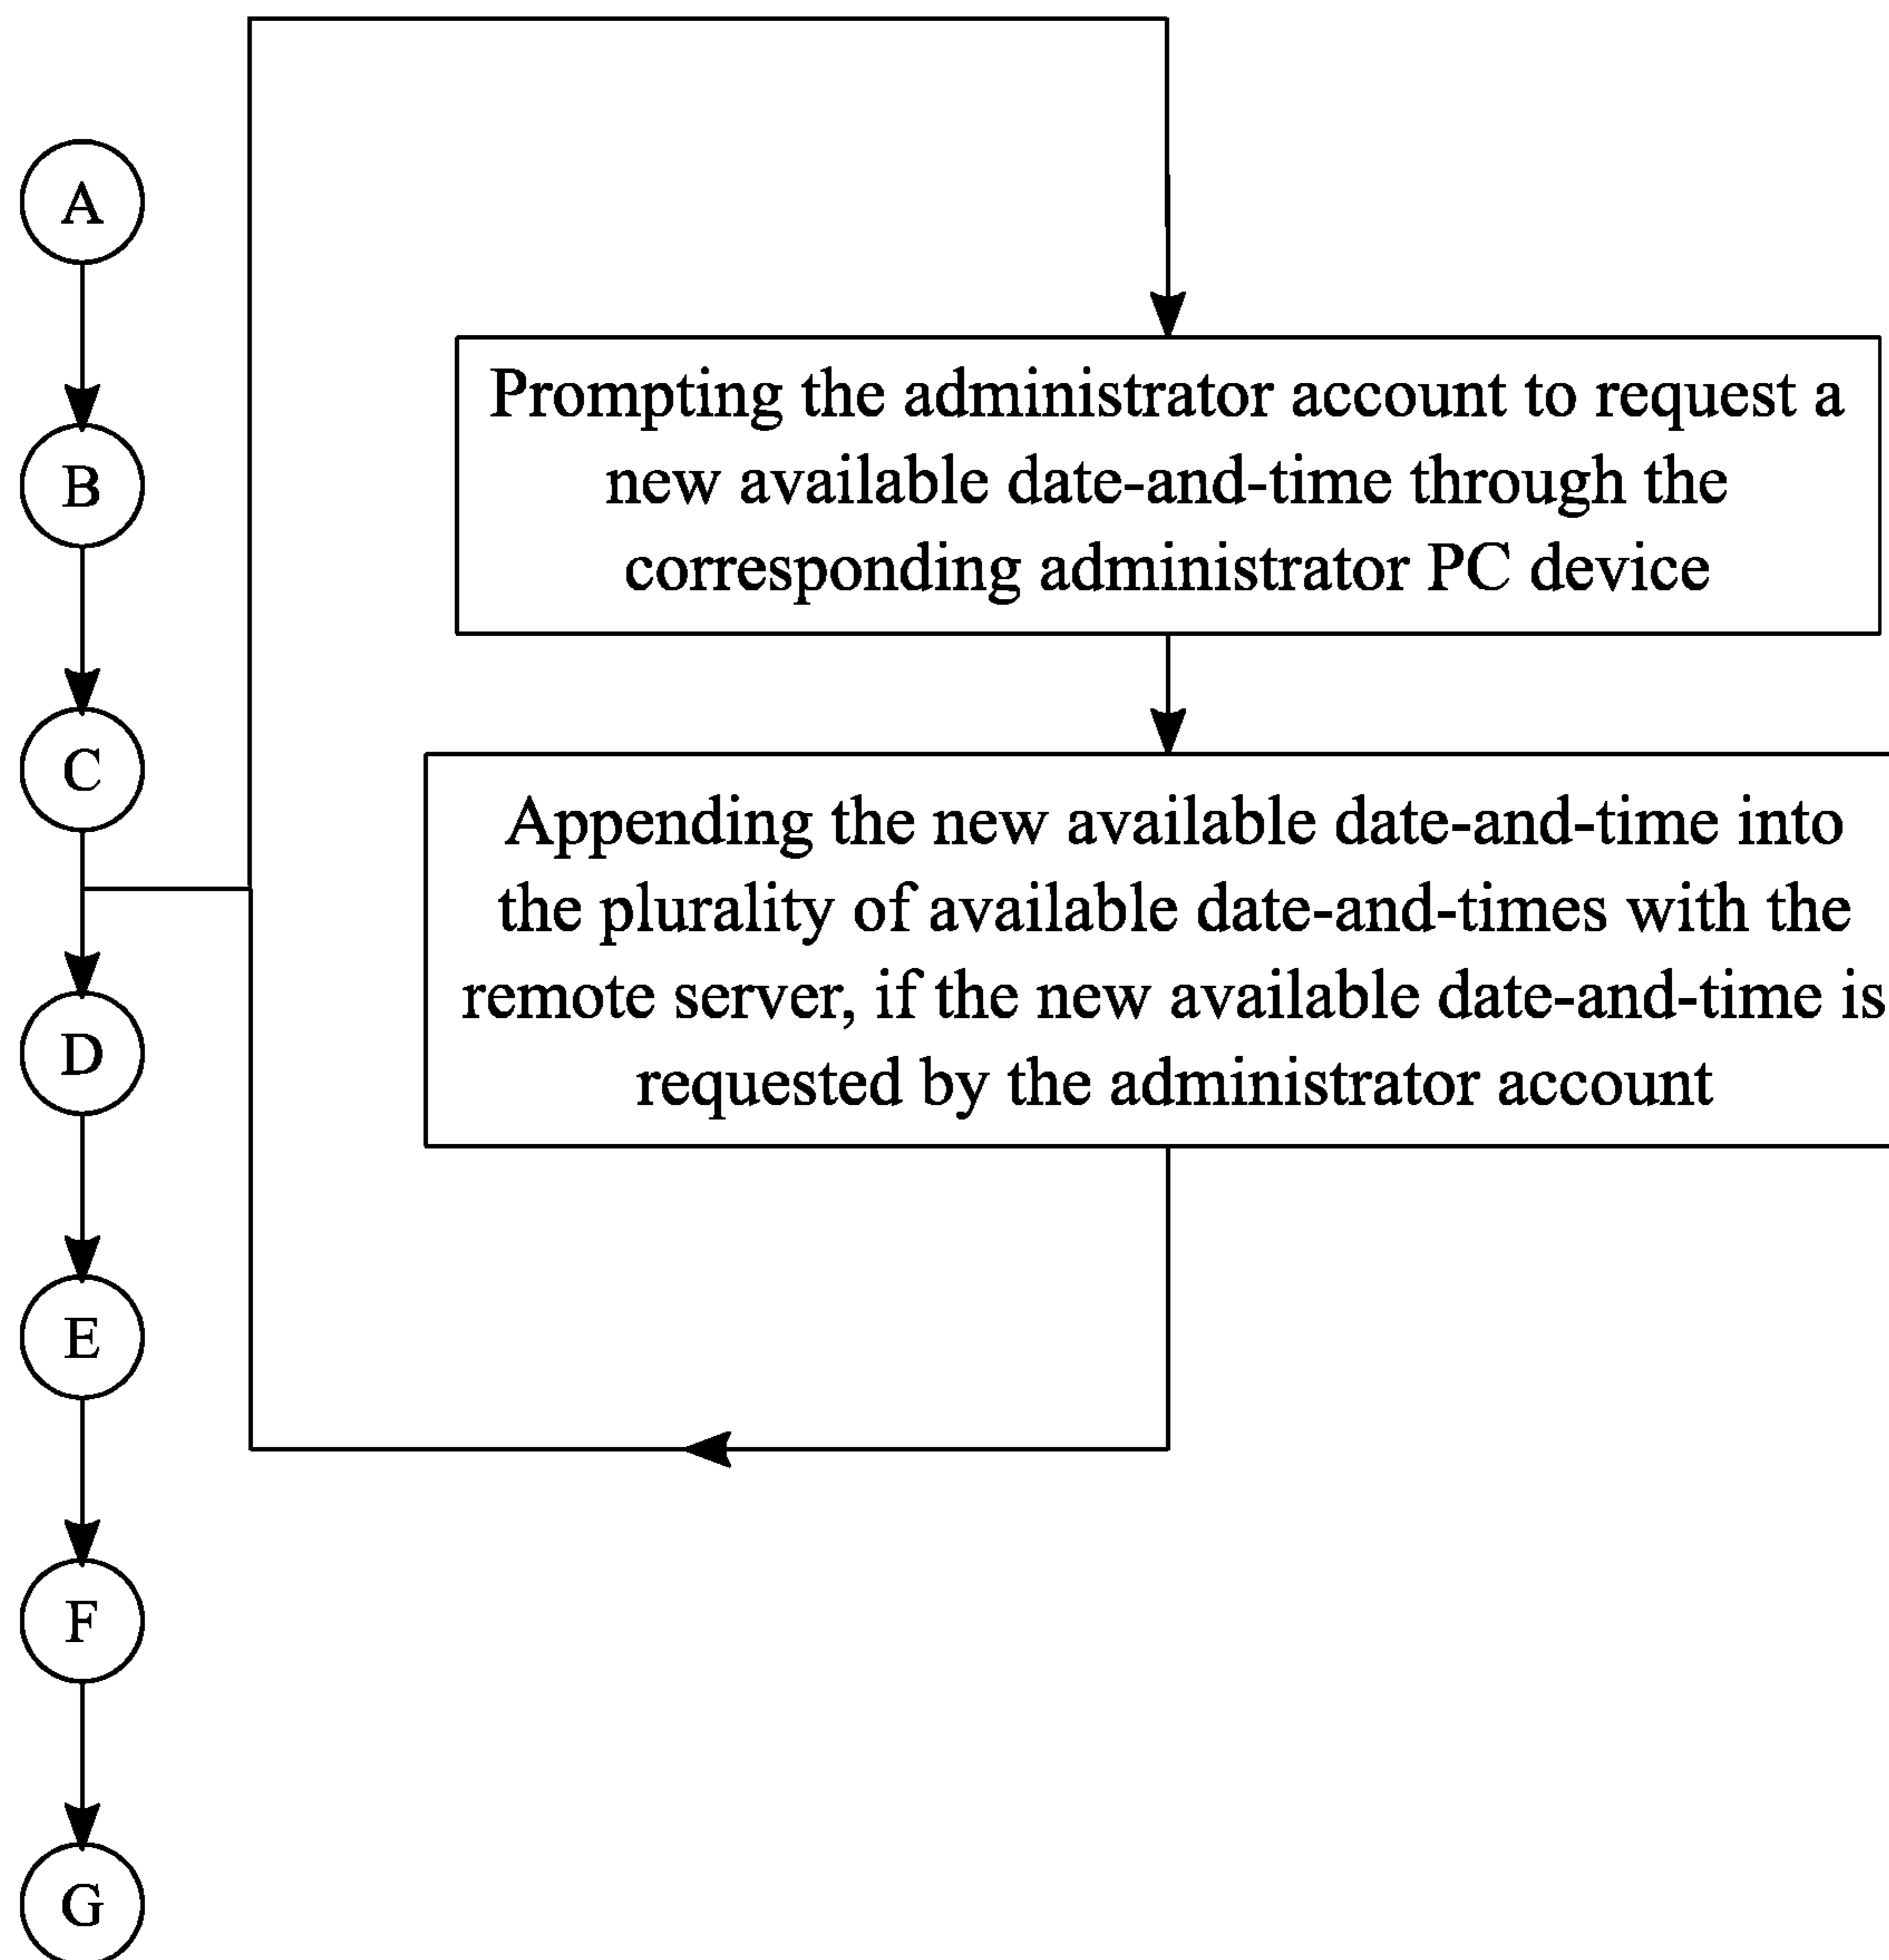 A
B
C
D
E
F
G
Prompting the administrator account to request a
new available date-and-time through the
corresponding administrator PC device
Appending the new available date-and-time into
the plurality of available date-and-times with the
remote server, if the new available date-and-time is
requested by the administrator account